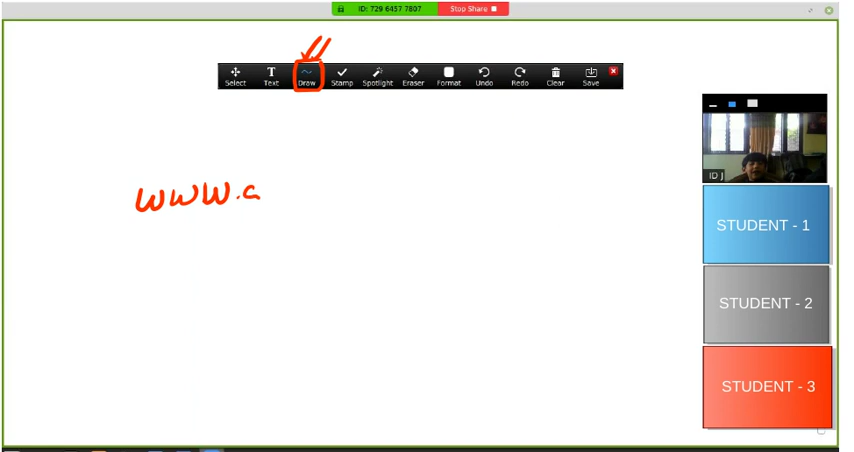 ID: 729 6457 7807 Stop Share
Select Text Draw Stamp Spotlight Eraser Format Undo Redo Clear Save
www.a
ID J
STUDENT - 1
STUDENT - 2
STUDENT - 3